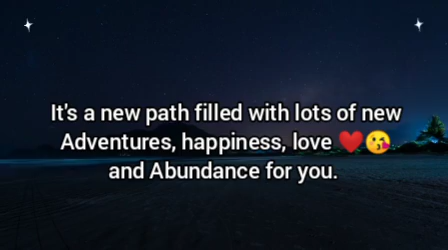 It's a new path filled with lots of new
Adventures, happiness, love ❤️😘
and Abundance for you.